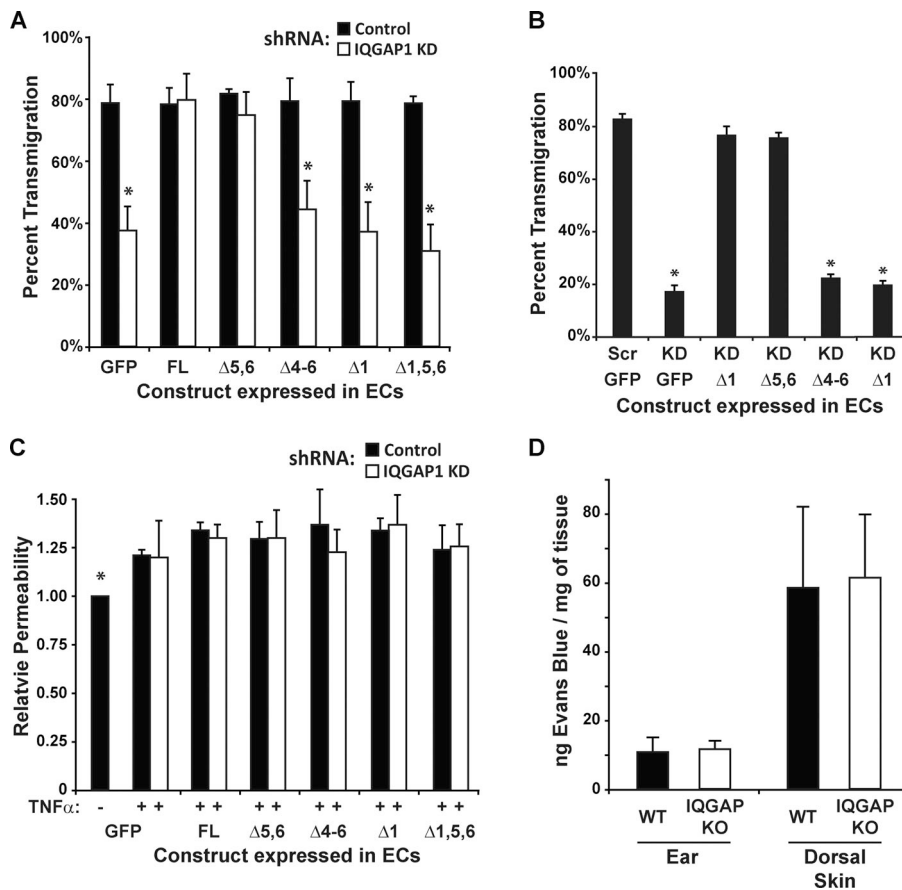 A
shRNA:
Control
IQGAP1 KD
Percent Transmigration
100%
80%
60%
40%
20%
0%
*
*
*
*
GFP FL Δ5,6 Δ4-6 Δ1 Δ1,5,6
Construct expressed in ECs
B
Percent Transmigration
100%
80%
60%
40%
20%
0%
*
*
*
Scr KD KD KD KD KD
GFP GFP Δ1 Δ5,6 Δ4-6 Δ1
Construct expressed in ECs
C
shRNA:
Control
IQGAP1 KD
Relatvie Permeability
1.50
1.25
1.00
1.75
1.50
1.25
0
*
TNFα: - + + + + + + + + + + + +
GFP FL Δ5,6 Δ4-6 Δ1 Δ1,5,6
Construct expressed in ECs
D
ng Evans Blue / mg of tissue
80
60
40
20
0
WT IQGAP KO WT IQGAP KO
Ear Dorsal
Skin